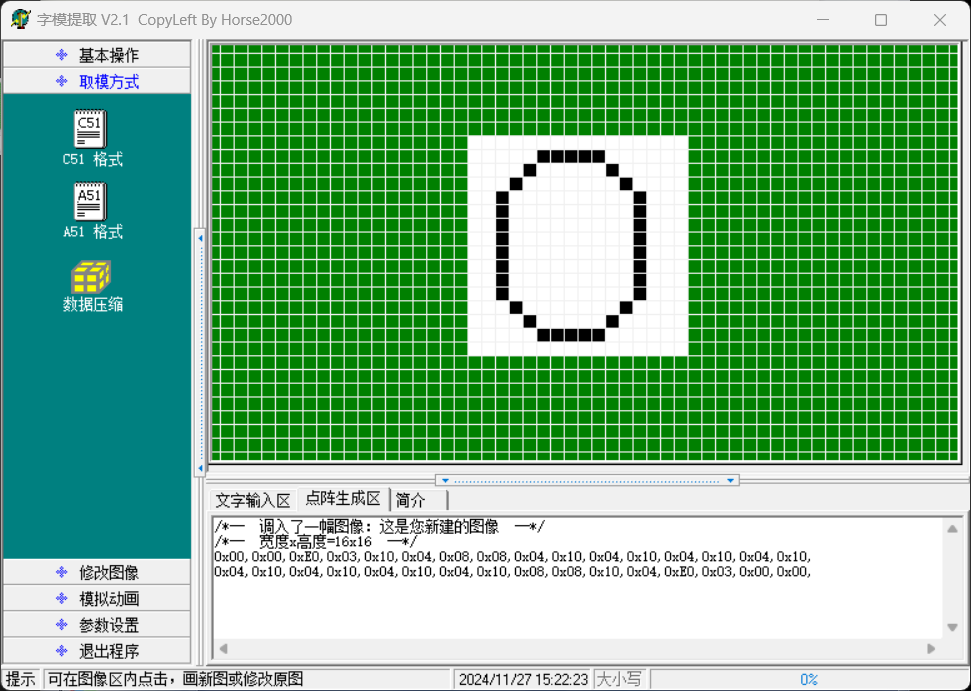 字模提取 V2.1 CopyLeft By Horse2000
基本操作
取模方式
C51
C51 格式
A51
A51 格式
数据压缩
修改图像
模拟动画
参数设置
退出程序
文字输入区
点阵生成区
简介
/*— 调入了一幅图像：这是您新建的图像 —*/
/*— 宽度x高度=16x16 —*/
0x00,0x00,0xE0,0x03,0x10,0x04,0x08,0x08,0x04,0x10,0x04,0x10,0x04,0x10,0x04,0x10,
0x04,0x10,0x04,0x10,0x04,0x10,0x04,0x10,0x08,0x08,0x10,0x04,0xE0,0x03,0x00,0x00,
提示
可在图像区内点击，画新图或修改原图
2024/11/27 15:22:23
大小写
0%